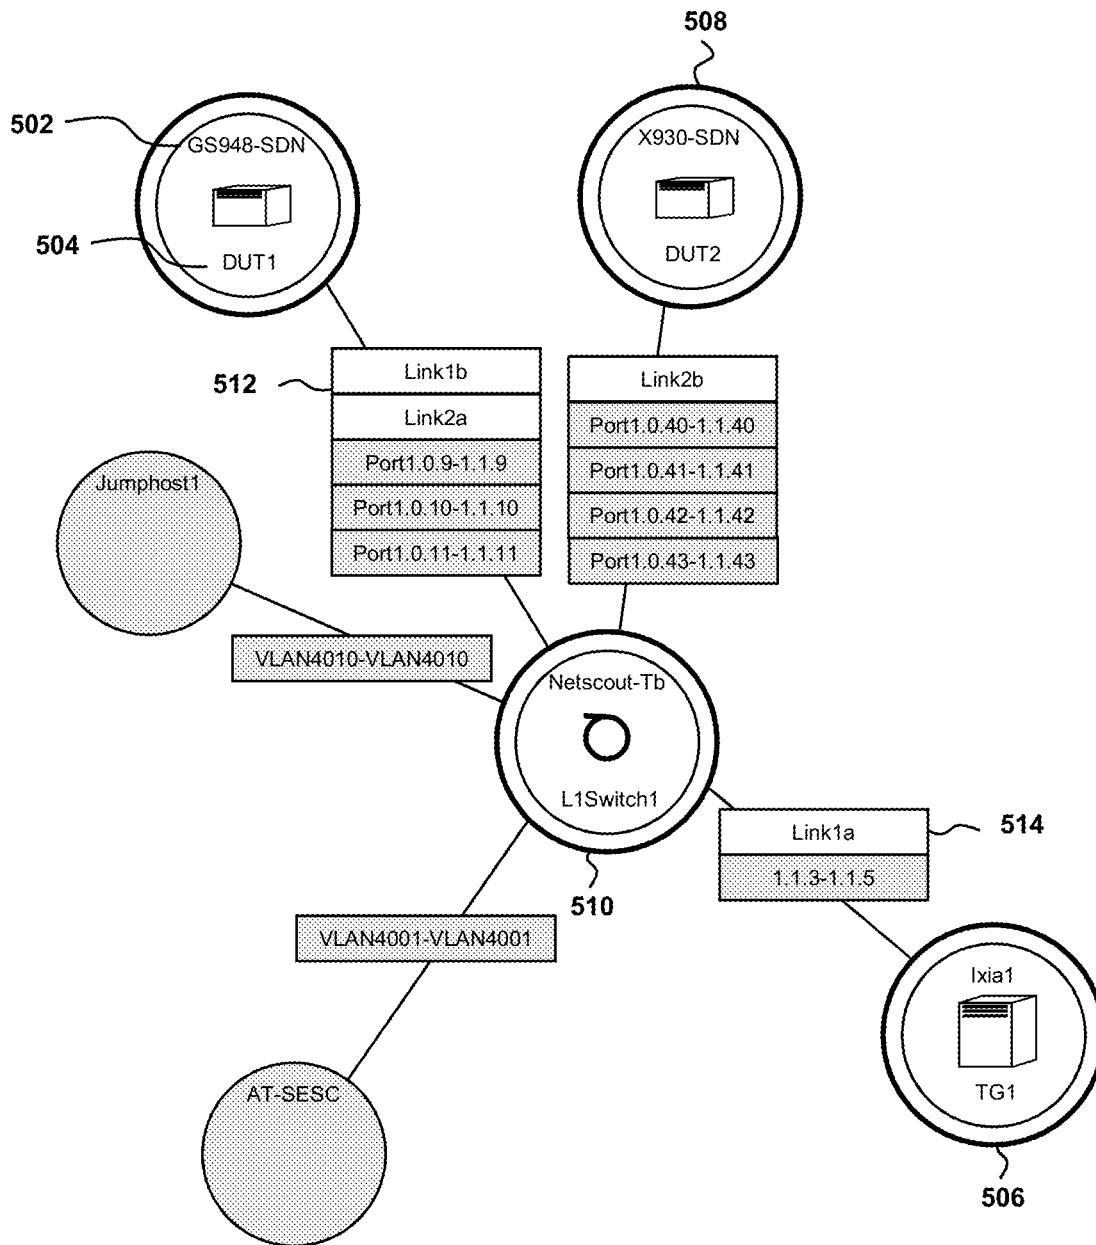 508
502
GS948-SDN
X930-SDN
504
DUT1
DUT2
512
Link1b
Link2b
Link2a
Port1.0.40-1.1.40
Port1.0.9-1.1.9
Port1.0.41-1.1.41
Jumphost1
Port1.0.10-1.1.10
Port1.0.42-1.1.42
Port1.0.11-1.1.11
Port1.0.43-1.1.43
VLAN4010-VLAN4010
Netscout-Tb
L1Switch1
Link1a
514
1.1.3-1.1.5
510
VLAN4001-VLAN4001
Ixia1
AT-SESC
TG1
506